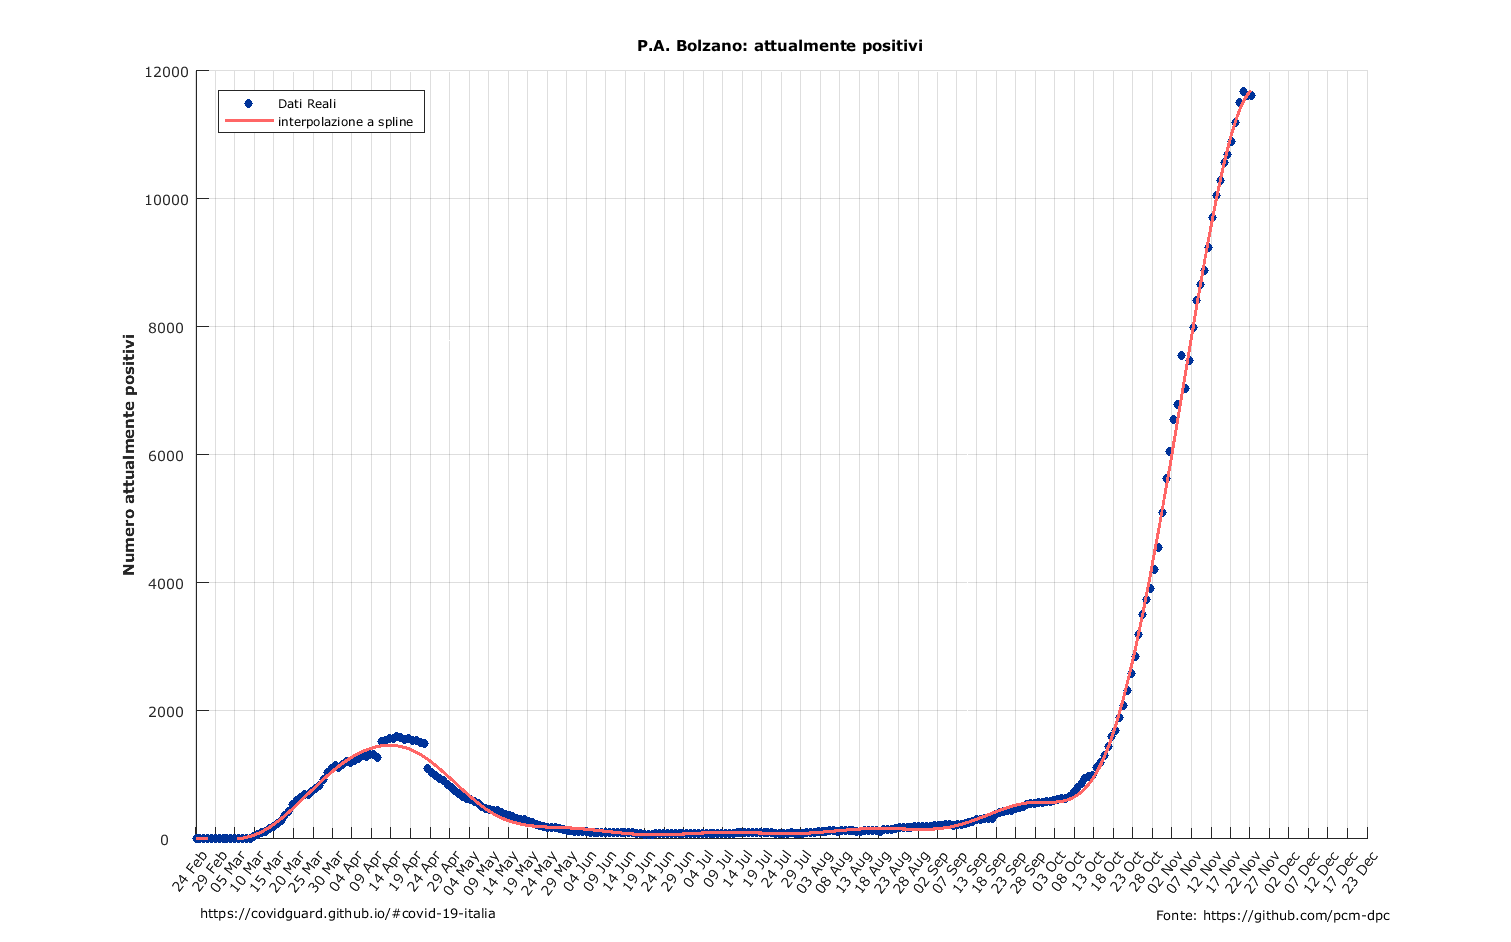 P.A. Bolzano: attualmente positivi
12000
10000
8000
6000
4000
2000
0
Numero attualmente positivi
Dati Reali
interpolazione a spline
24 Feb
29 Feb
05 Mar
10 Mar
15 Mar
20 Mar
25 Mar
30 Mar
04 Apr
09 Apr
14 Apr
19 Apr
24 Apr
29 Apr
04 May
09 May
14 May
19 May
24 May
29 May
04 Jun
09 Jun
14 Jun
19 Jun
24 Jun
29 Jun
04 Jul
09 Jul
14 Jul
19 Jul
24 Jul
29 Jul
03 Aug
08 Aug
13 Aug
18 Aug
23 Aug
28 Aug
02 Sep
07 Sep
13 Sep
18 Sep
23 Sep
28 Sep
03 Oct
08 Oct
13 Oct
18 Oct
23 Oct
28 Oct
02 Nov
07 Nov
12 Nov
17 Nov
22 Nov
27 Nov
02 Dec
07 Dec
12 Dec
17 Dec
23 Dec
https://covidguard.github.io/#covid-19-italia
Fonte: https://github.com/pcm-dpc